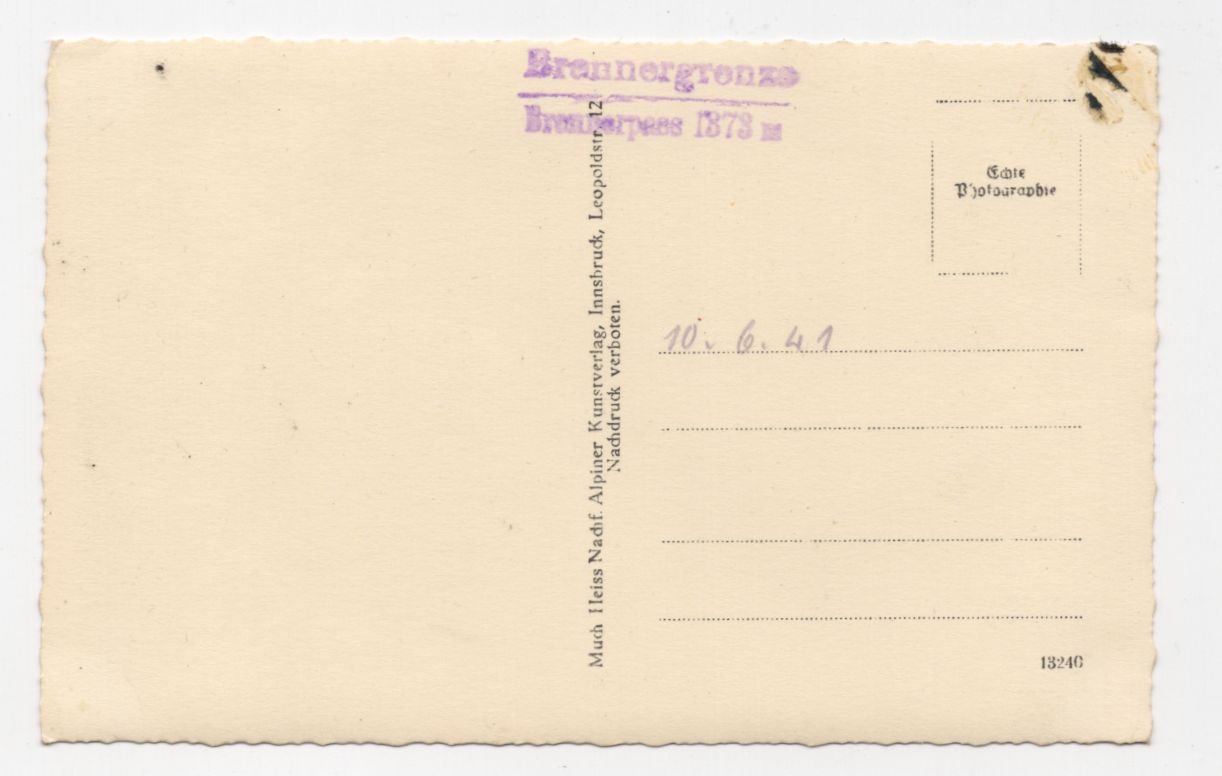 Brennergrenze
Brennerpass 1373 m
Echte
Photographie
10. 6. 41
Much Heiss Nachf. Alpiner Kunstverlag, Innsbruck, Leopoldstr. 12
Nachdruck verboten.
13240